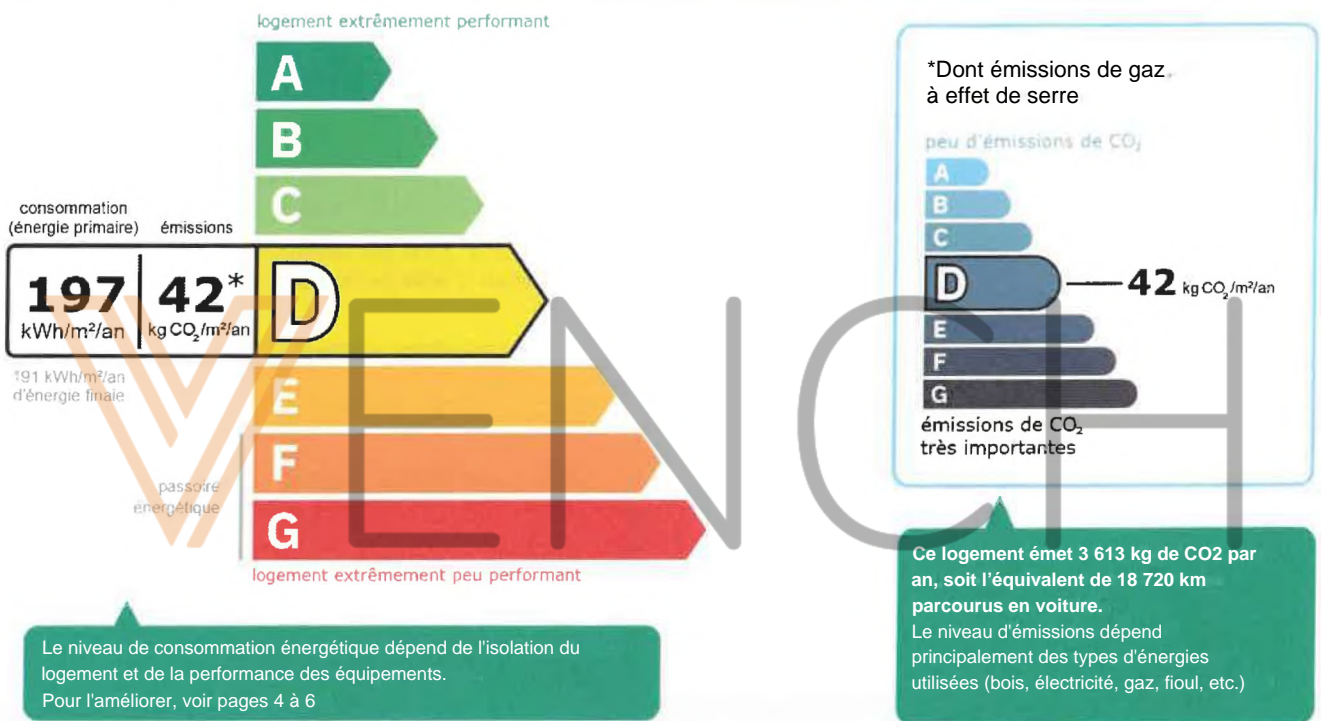 logement extrêmement performant
A
B
C
consommation
(énergie primaire) émissions
197 42*
kWh/m²/an kg CO₂/m²/an
D
191 kWh/m²/an
d'énergie finale
E
F
passoire
énergétique
G
logement extrêmement peu performant
Le niveau de consommation énergétique dépend de l'isolation du
logement et de la performance des équipements.
Pour l'améliorer, voir pages 4 à 6
*Dont émissions de gaz
à effet de serre
peu d'émissions de CO₂
A
B
C
D 42 kg CO₂/m²/an
E
F
G
émissions de CO₂
très importantes
Ce logement émet 3 613 kg de CO2 par
an, soit l'équivalent de 18 720 km
parcourus en voiture.
Le niveau d'émissions dépend
principalement des types d'énergies
utilisées (bois, électricité, gaz, fioul, etc.)
VENCH